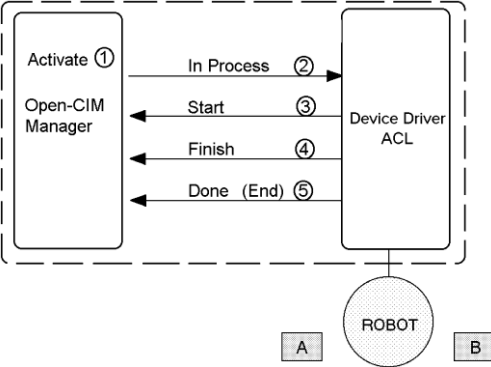 Activate ①
Open-CIM
Manager
In Process ②
Start ③
Finish ④
Done (End) ⑤
Device Driver
ACL
ROBOT
A
B